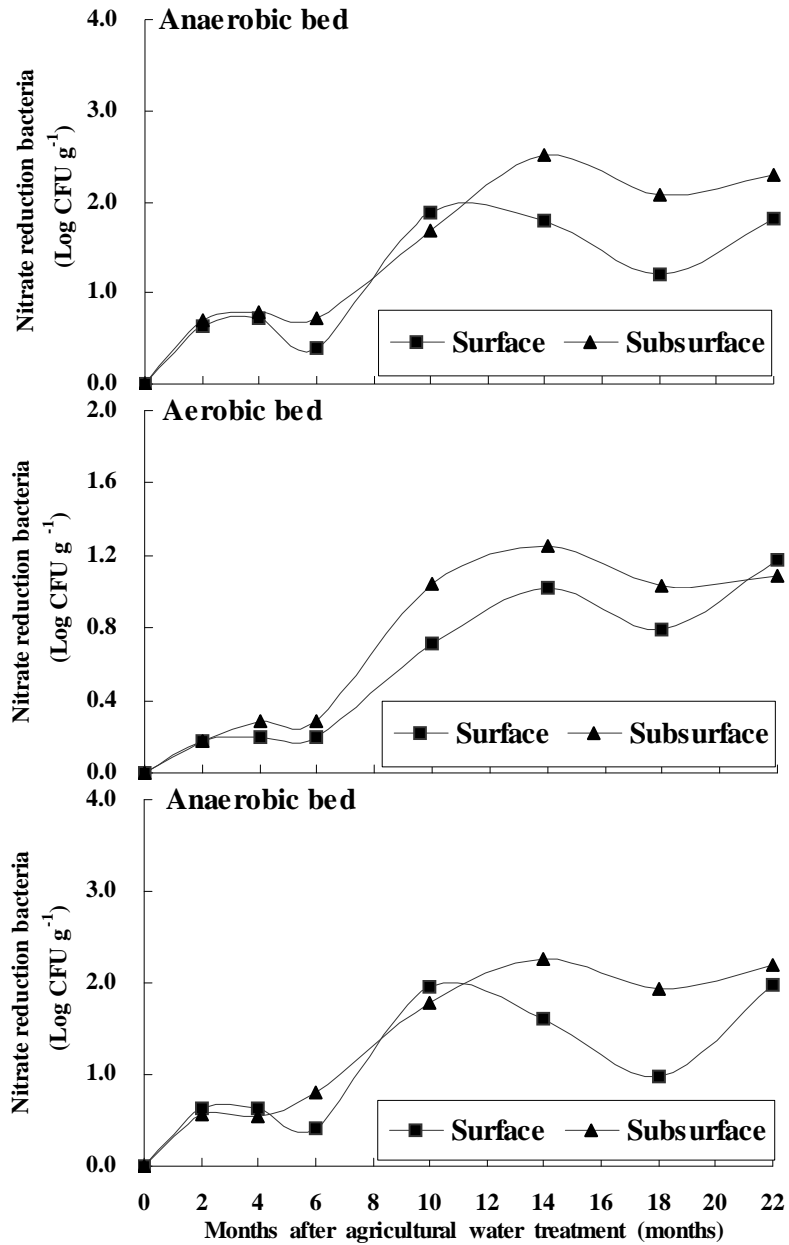 Anaerobic bed
4.0
3.0
2.0
1.0
0.0
Nitrate reduction bacteria
(Log CFU g-1)
Surface Subsurface
Aerobic bed
2.0
1.6
1.2
0.8
0.4
0.0
Nitrate reduction bacteria
(Log CFU g-1)
Surface Subsurface
Anaerobic bed
4.0
3.0
2.0
1.0
0.0
Nitrate reduction bacteria
(Log CFU g-1)
Surface Subsurface
0 2 4 6 8 10 12 14 16 18 20 22
Months after agricultural water treatment (months)